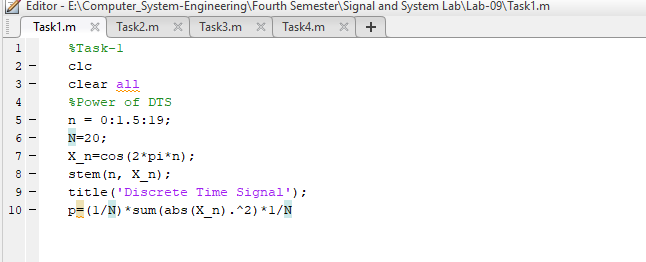 Editor - E:\Computer_System-Engineering\Fourth Semester\Signal and System Lab\Lab-09\Task1.m
Task1.m Task2.m Task3.m Task4.m +
1 %Task-1
2 - clc
3 - clear all
4 %Power of DTS
5 - n = 0:1.5:19;
6 - N=20;
7 - X_n=cos(2*pi*n);
8 - stem(n, X_n);
9 - title('Discrete Time Signal');
10 - p=(1/N)*sum(abs(X_n).^2)*1/N